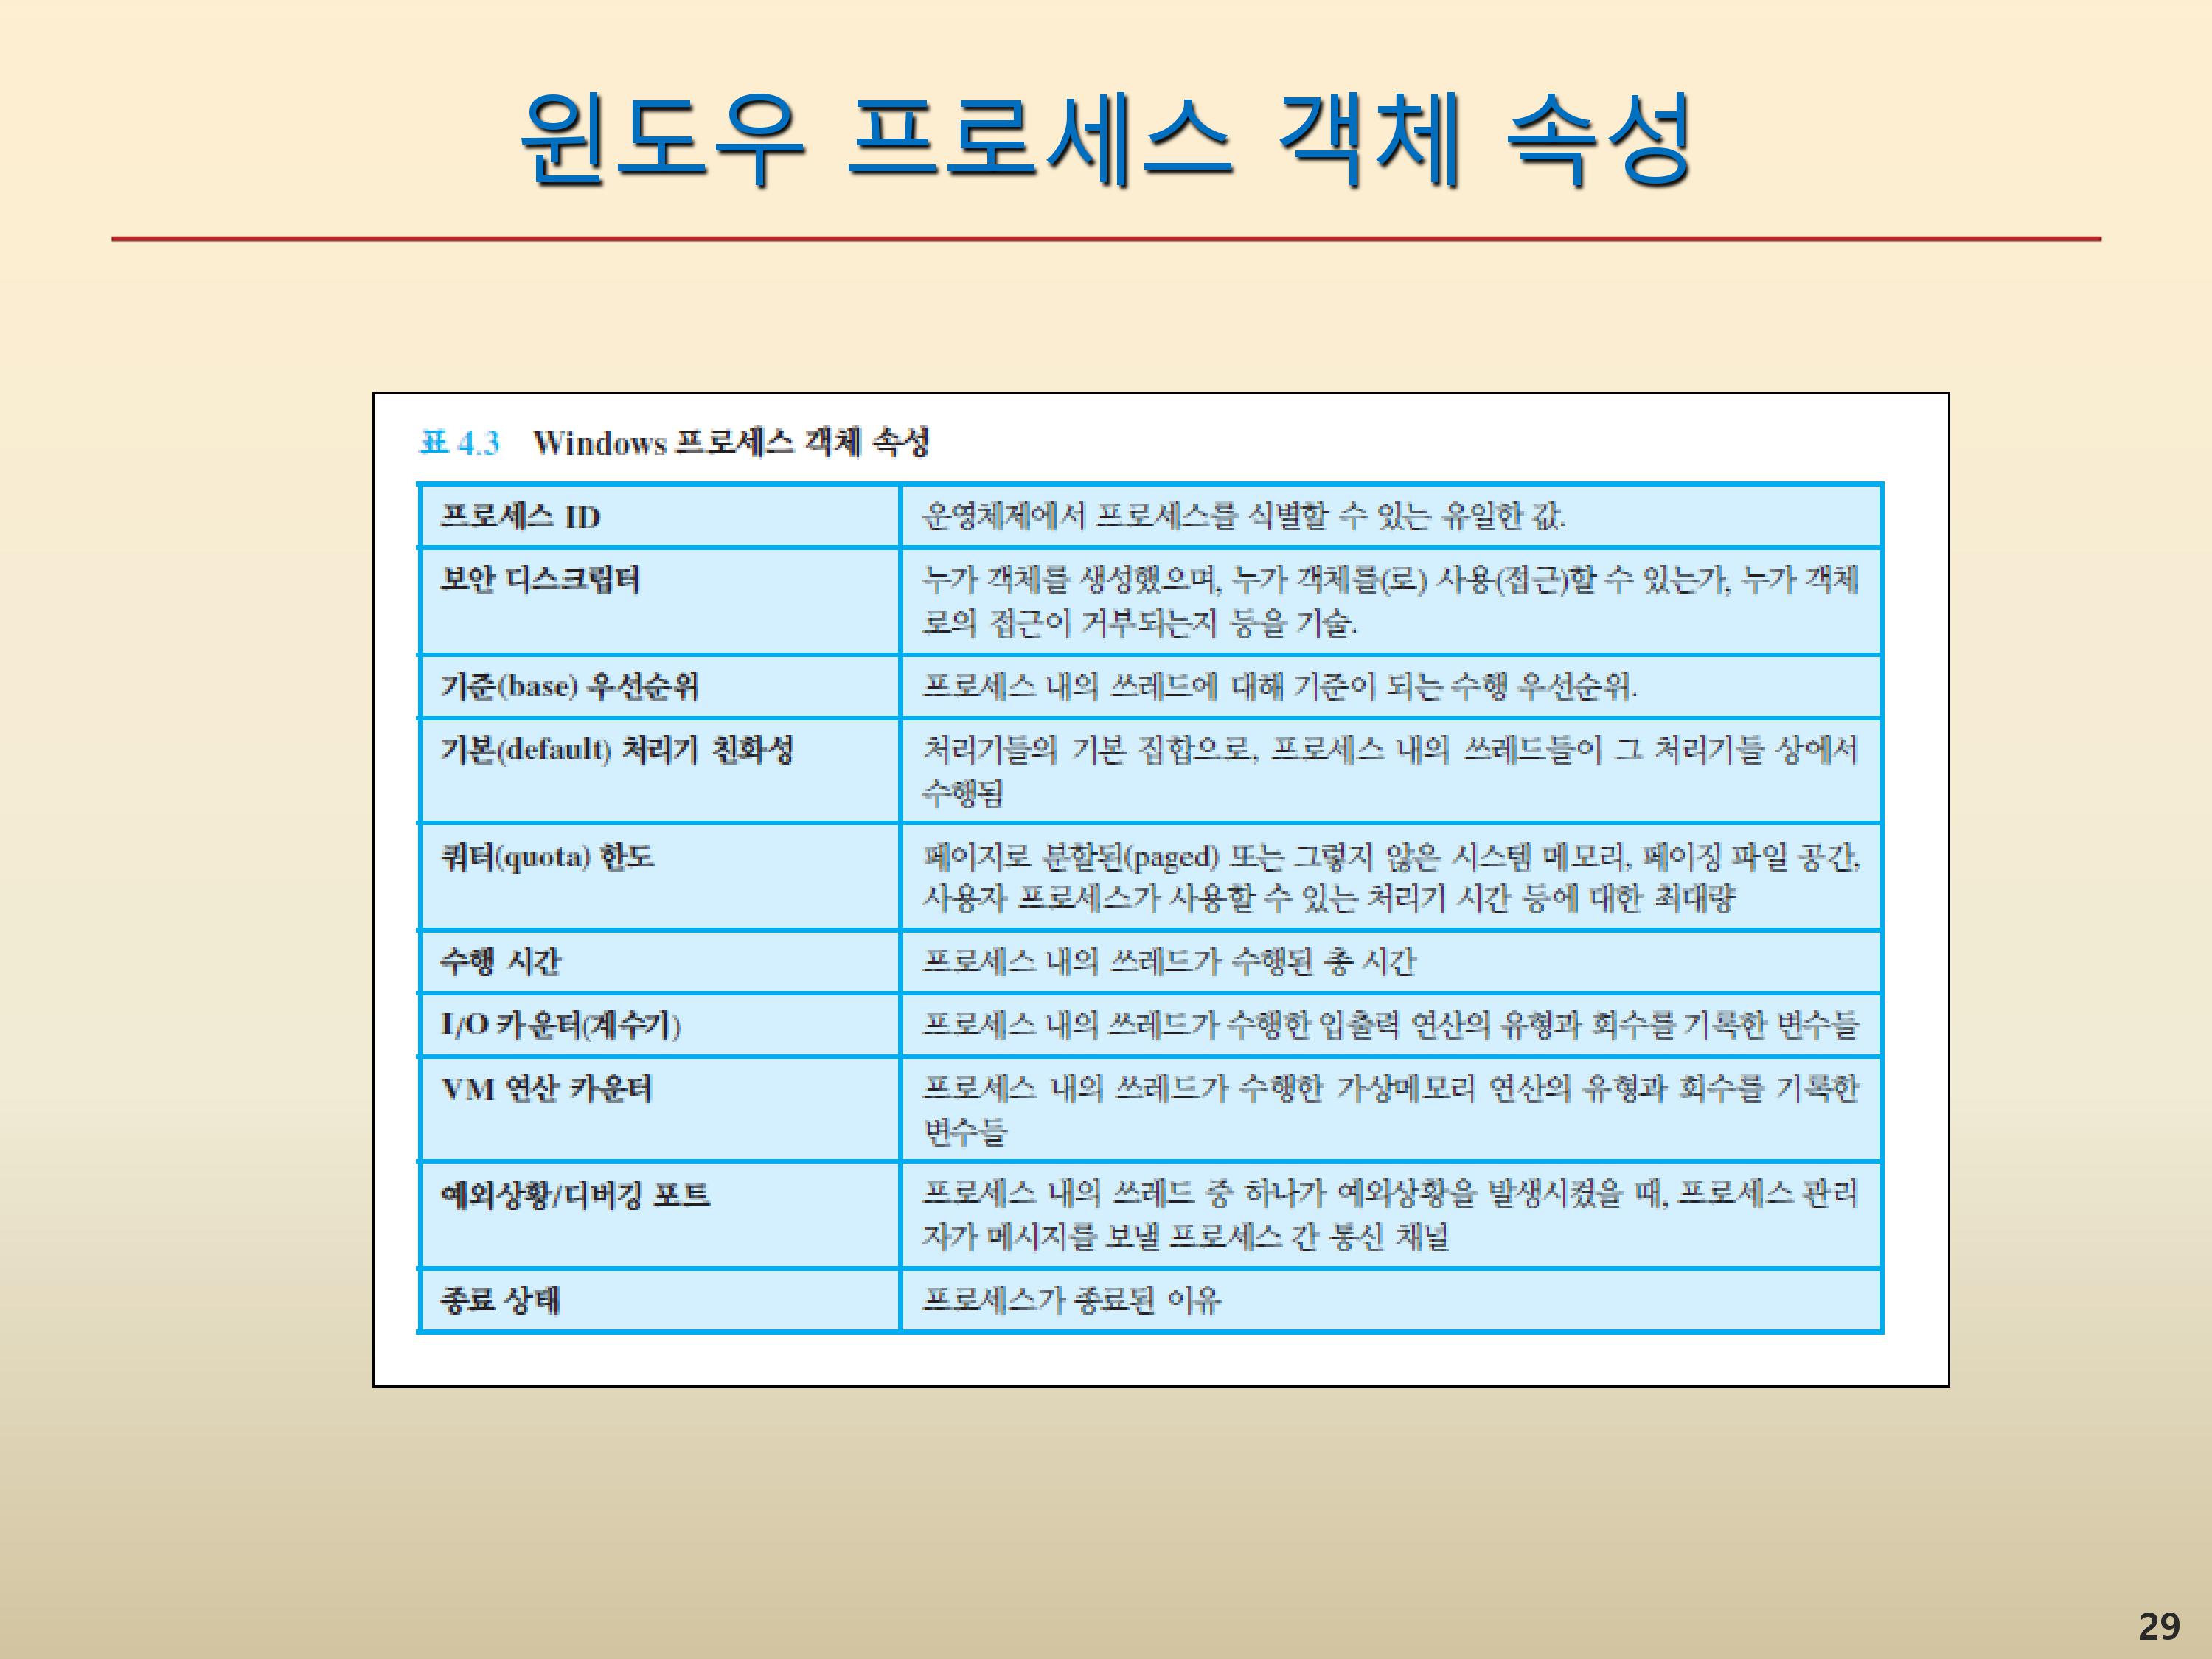 윈도우 프로세스 객체 속성
표 4.3 Windows 프로세스 객체 속성
프로세스 ID
운영체제에서 프로세스를 식별할 수 있는 유일한 값.
보안 디스크립터
누가 객체를 생성했으며, 누가 객체를(로) 사용(접근)할 수 있는가, 누가 객체
로의 접근이 거부되는지 등을 기술.
기준(base) 우선순위
프로세스 내의 쓰레드에 대해 기준이 되는 수행 우선순위.
기본(default) 처리기 친화성
처리기들의 기본 집합으로, 프로세스 내의 쓰레드들이 그 처리기들 상에서
수행됨
쿼터(quota) 한도
페이지로 분할된(paged) 또는 그렇지 않은 시스템 메모리, 페이징 파일 공간,
사용자 프로세스가 사용할 수 있는 처리기 시간 등에 대한 최대량
수행 시간
프로세스 내의 쓰레드가 수행된 총 시간
I/O 카운터(계수기)
프로세스 내의 쓰레드가 수행한 입출력 연산의 유형과 회수를 기록한 변수들
VM 연산 카운터
프로세스 내의 쓰레드가 수행한 가상메모리 연산의 유형과 회수를 기록한
변수들
예외상황/디버깅 포트
프로세스 내의 쓰레드 중 하나가 예외상황을 발생시켰을 때, 프로세스 관리
자가 메시지를 보낼 프로세스 간 통신 채널
종료 상태
프로세스가 종료된 이유
29